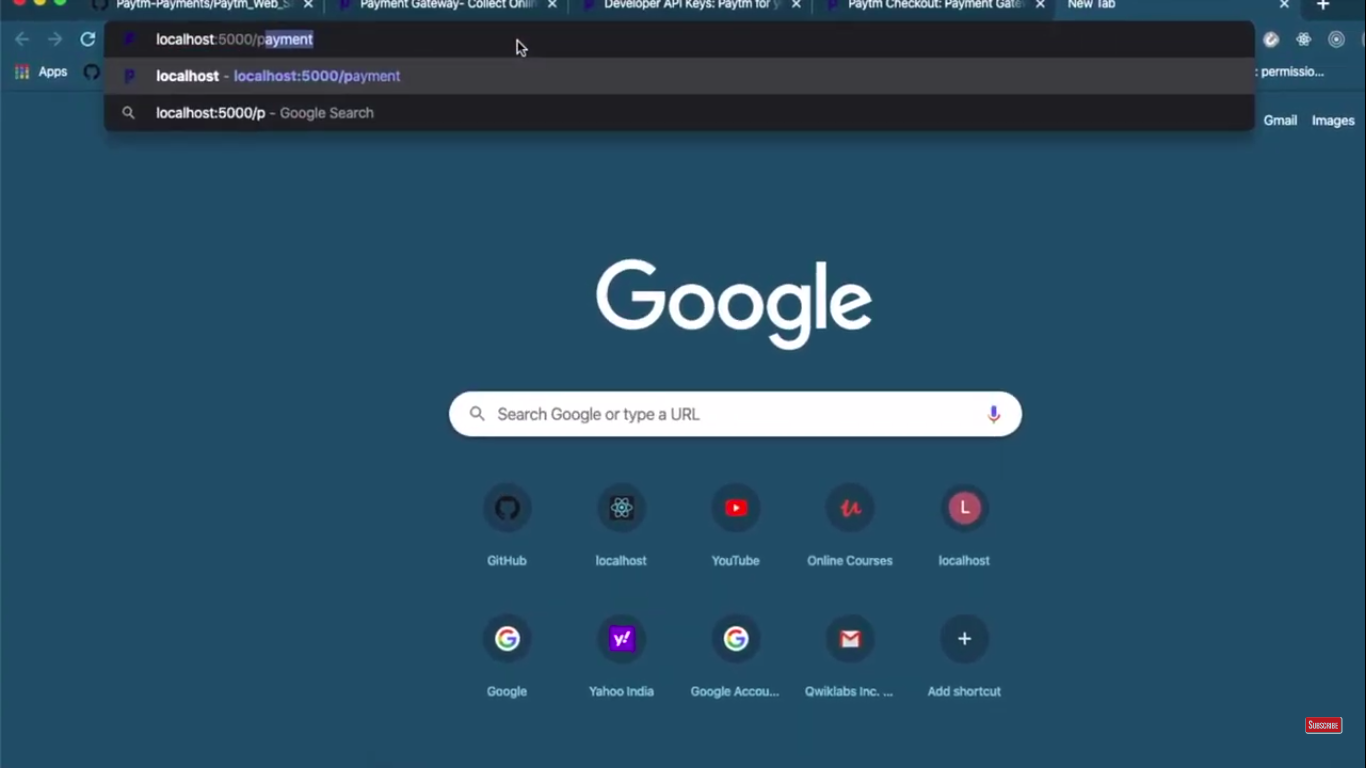 Paytm-Payments/Paytm_Web_S
Payment Gateway- Collect Onlin
Developer API Keys: Paytm for y
Paytm Checkout: Payment Gate
New Tab
localhost:5000/payment
localhost - localhost:5000/payment
localhost:5000/p - Google Search
Apps
: permissio...
Gmail Images
Google
Search Google or type a URL
GitHub localhost YouTube Online Courses L localhost
Google Yahoo India Google Accou... Qwiklabs Inc. ... Add shortcut
y!
SUBSCRIBE